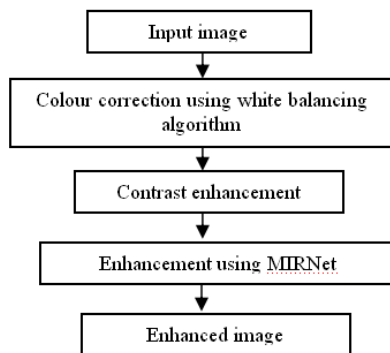 Input image
Colour correction using white balancing
algorithm
Contrast enhancement
Enhancement using MIRNet
Enhanced image